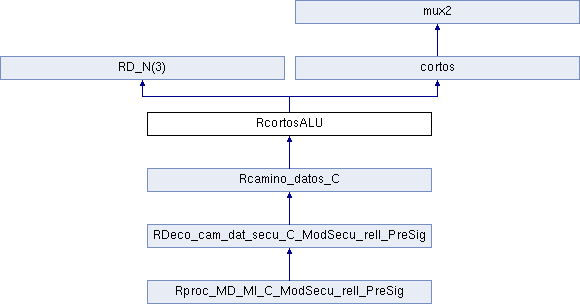 mux2
RD_N(3)
cortos
RcortosALU
Rcamino_datos_C
RDeco_cam_dat_secu_C_ModSecu_rell_PreSig
Rproc_MD_MI_C_ModSecu_rell_PreSig